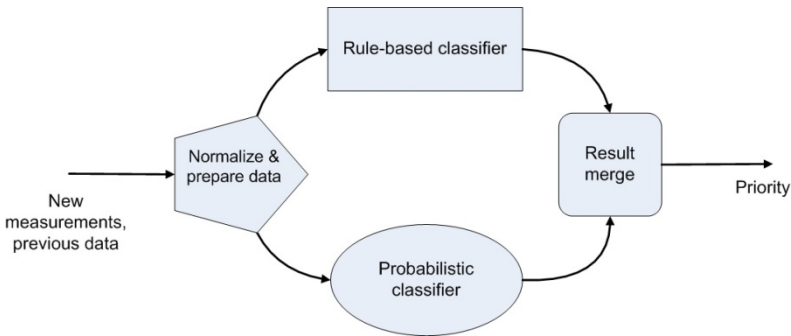 Rule-based classifier
Normalize &
prepare data
New
measurements,
previous data
Probabilistic
classifier
Result
merge
Priority